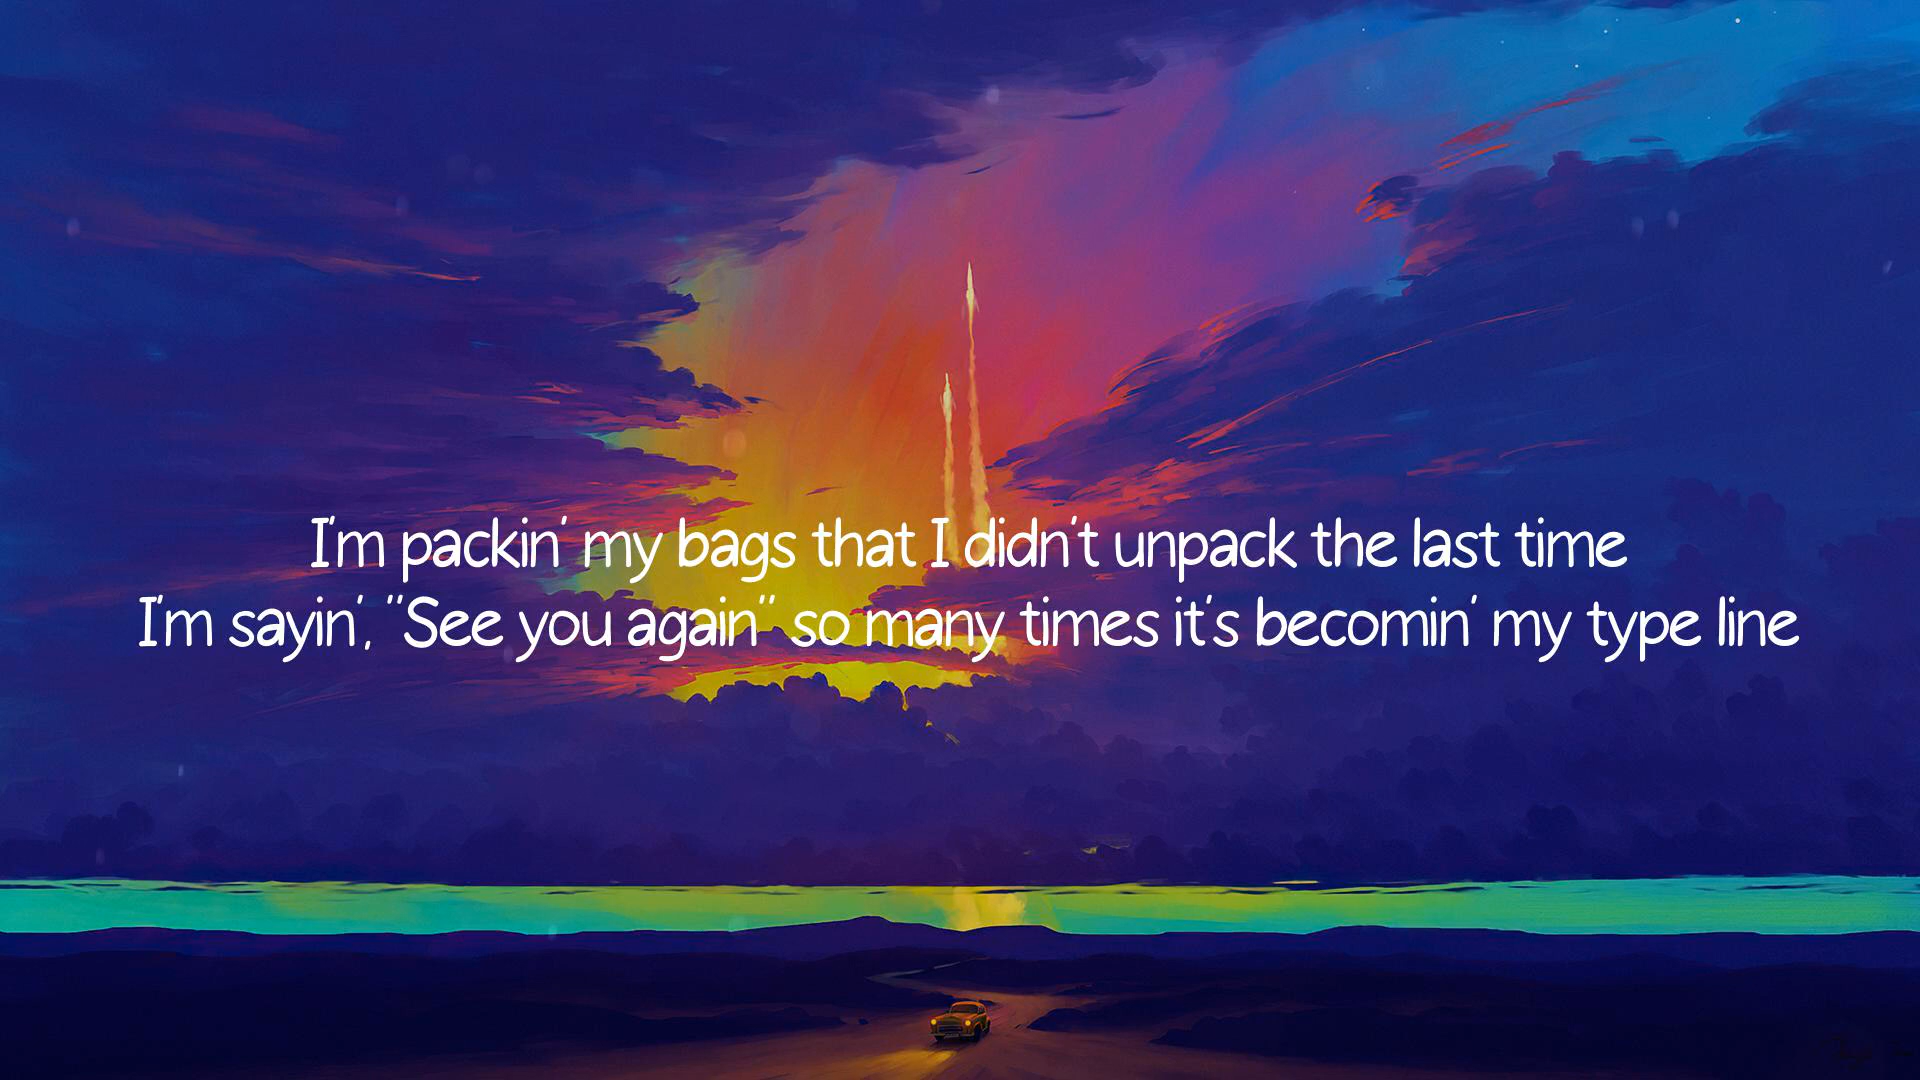 I'm packin' my bags that I didn't unpack the last time
I'm sayin', "See you again" so many times it's becomin' my type line